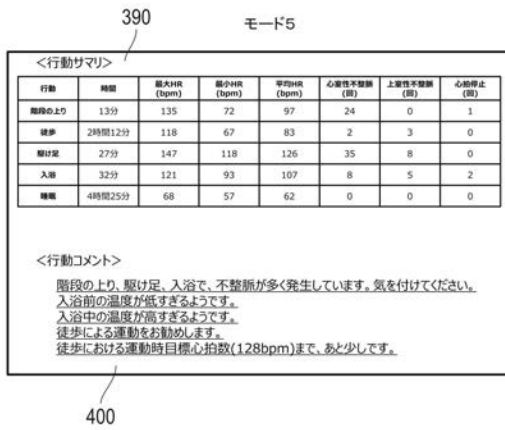 390
モード5
<行動サマリ>
行動 時間 最大HR (bpm) 最小HR (bpm) 平均HR (bpm) 心室性不整脈 (回) 上室性不整脈 (回) 心拍停止 (回)
階段の上り 13分 135 72 97 24 0 1
徒歩 2時間12分 118 67 83 2 3 0
駆け足 27分 147 118 126 35 8 0
入浴 32分 121 93 107 8 5 2
睡眠 4時間25分 68 57 62 0 0 0
<行動コメント>
階段の上り、駆け足、入浴で、不整脈が多く発生しています。気を付けてください。
入浴前の温度が低すぎるようです。
入浴中の温度が高すぎるようです。
徒歩による運動をお勧めします。
徒歩における運動時目標心拍数(128bpm)まで、あと少しです。
400